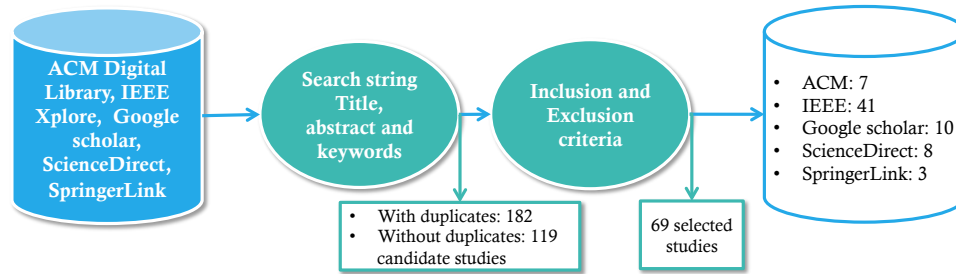 ACM Digital
Library, IEEE
Xplore, Google
scholar,
ScienceDirect,
SpringerLink
Search string
Title,
abstract and
keywords
Inclusion and
Exclusion
criteria
• ACM: 7
• IEEE: 41
• Google scholar: 10
• ScienceDirect: 8
• SpringerLink: 3
• With duplicates: 182
• Without duplicates: 119
candidate studies
69 selected
studies